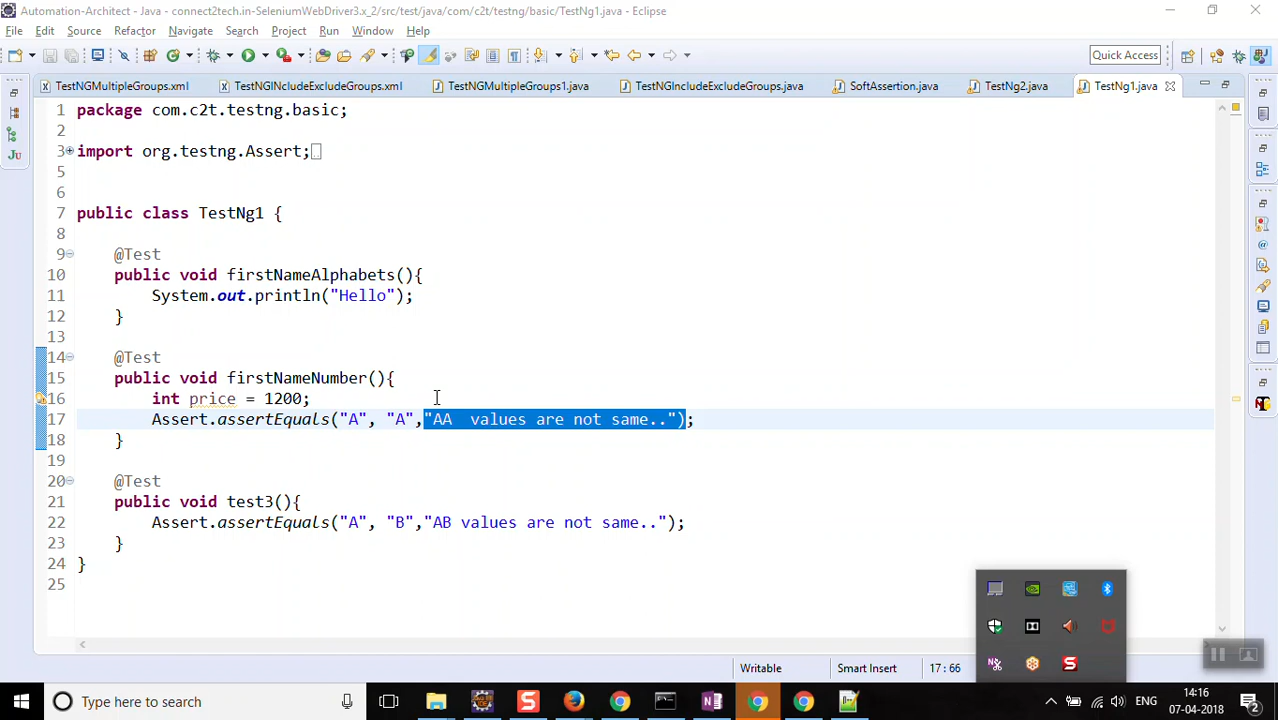 Automation-Architect - Java - connect2tech.in-SeleniumWebDriver3.x_2/src/test/java/com/c2t/testng/basic/TestNg1.java - Eclipse
File Edit Source Refactor Navigate Search Project Run Window Help
Quick Access
TestNGMultipleGroups.xml TestNGINcludeExcludeGroups.xml TestNGMultipleGroups1.java TestNGIncludeExcludeGroups.java SoftAssertion.java TestNg2.java TestNg1.java
1 package com.c2t.testng.basic;
2
3 import org.testng.Assert;
5
6
7 public class TestNg1 {
8
9 @Test
10 public void firstNameAlphabets(){
11 System.out.println("Hello");
12 }
13
14 @Test
15 public void firstNameNumber(){
16 int price = 1200;
17 Assert.assertEquals("A", "A","AA  values are not same..");
18 }
19
20 @Test
21 public void test3(){
22 Assert.assertEquals("A", "B","AB values are not same..");
23 }
24 }
25
Writable Smart Insert 17 : 66
Type here to search
ENG
14:16
07-04-2018
2